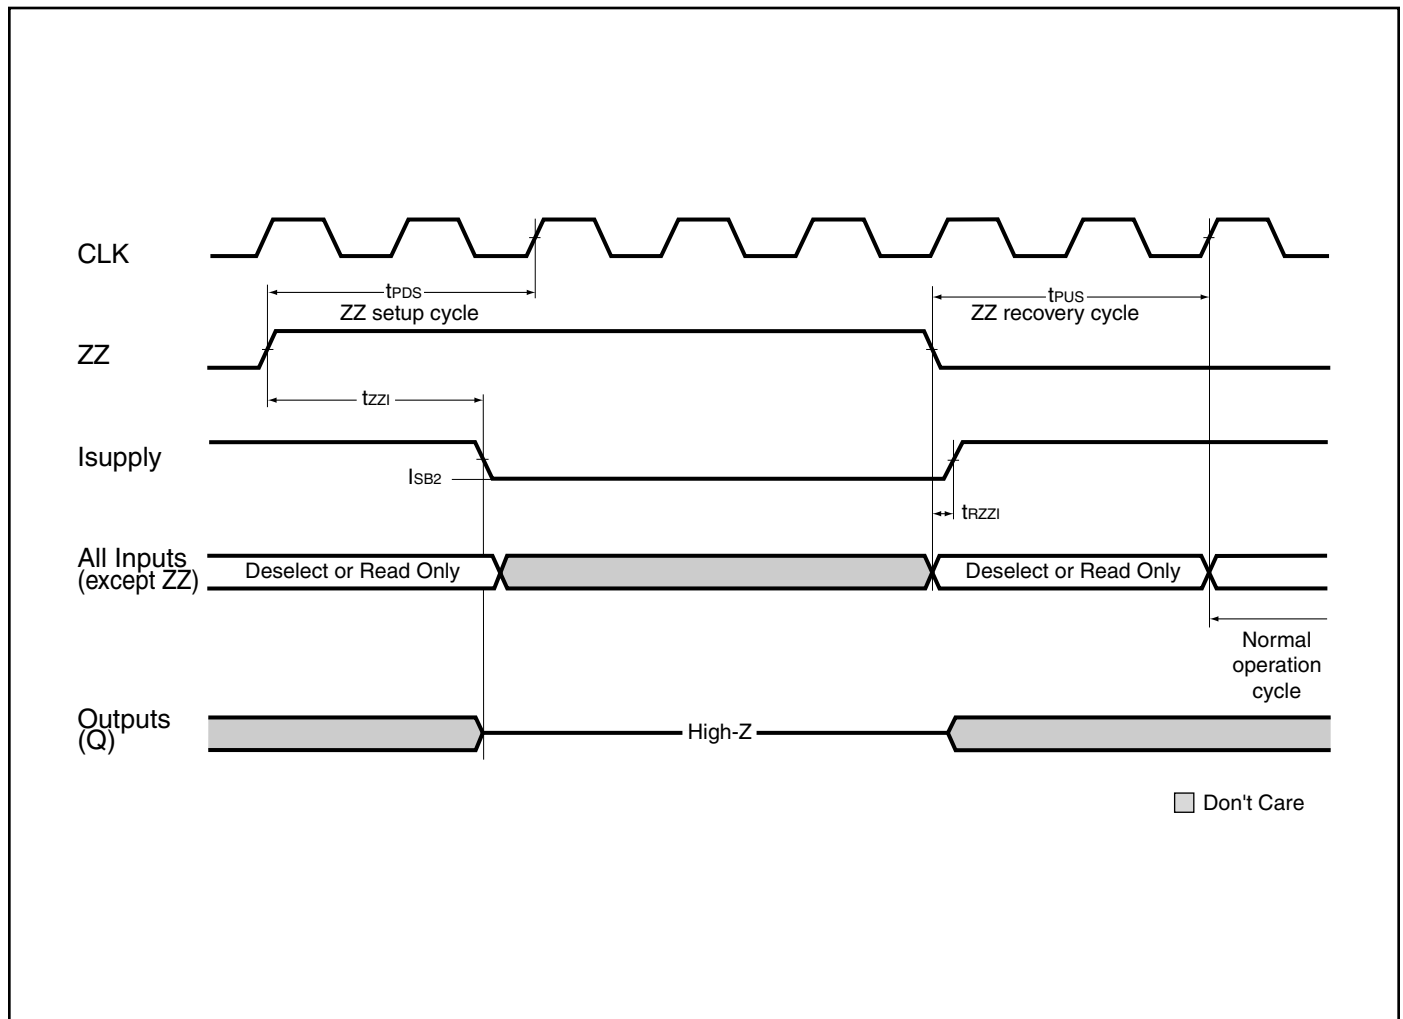 CLK
tPDS
ZZ setup cycle
tPUS
ZZ recovery cycle
ZZ
tZZI
Isupply
ISB2
tRZZI
All Inputs
(except ZZ)
Deselect or Read Only
Deselect or Read Only
Normal
operation
cycle
Outputs
(Q)
High-Z
Don't Care